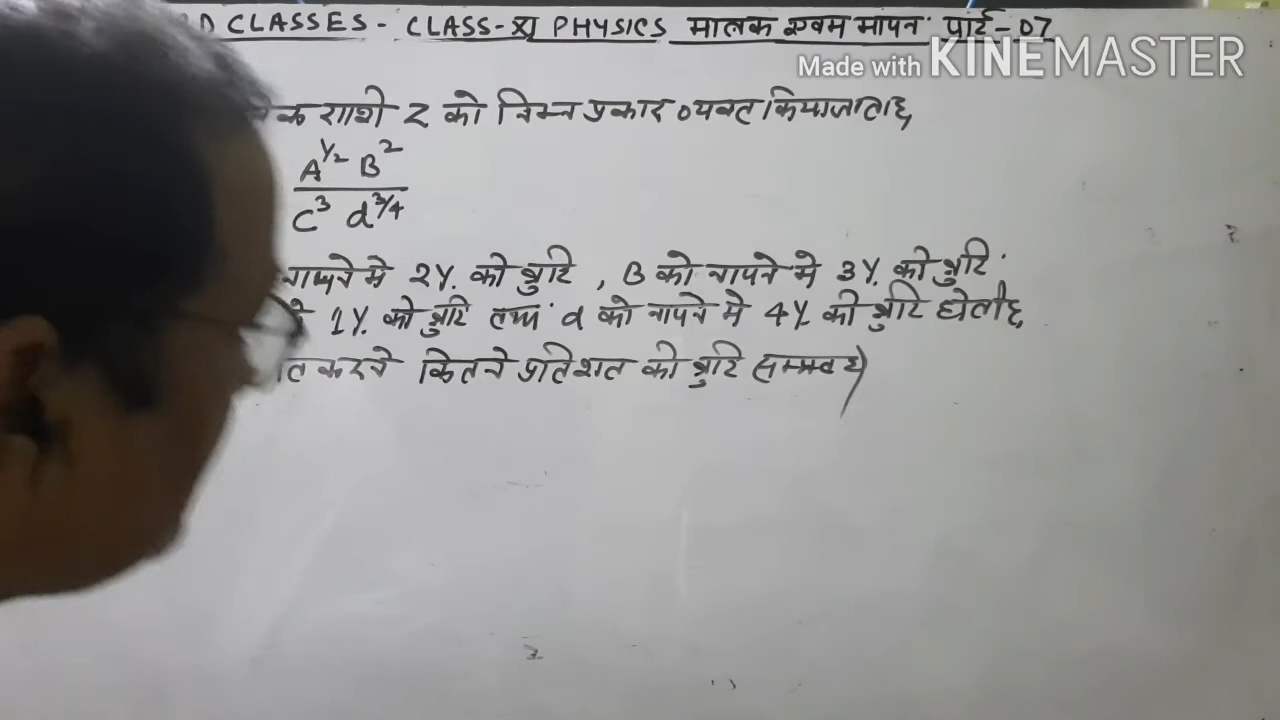 D CLASSES - CLASS-XI PHYSICS मात्रक एवम मापन पार्ट-07
Made with KINEMASTER
क राशी Z को निम्न प्रकार व्यक्त किया जाता है
A^1/2 B^2
C^3 d^3/4
नापने मे 2% की त्रुटि , B को नापने मे 3% की त्रुटि
1% की त्रुटि तथा d को नापने मे 4% की त्रुटि होती है
करने कितने प्रतिशत की त्रुटि सम्भव है